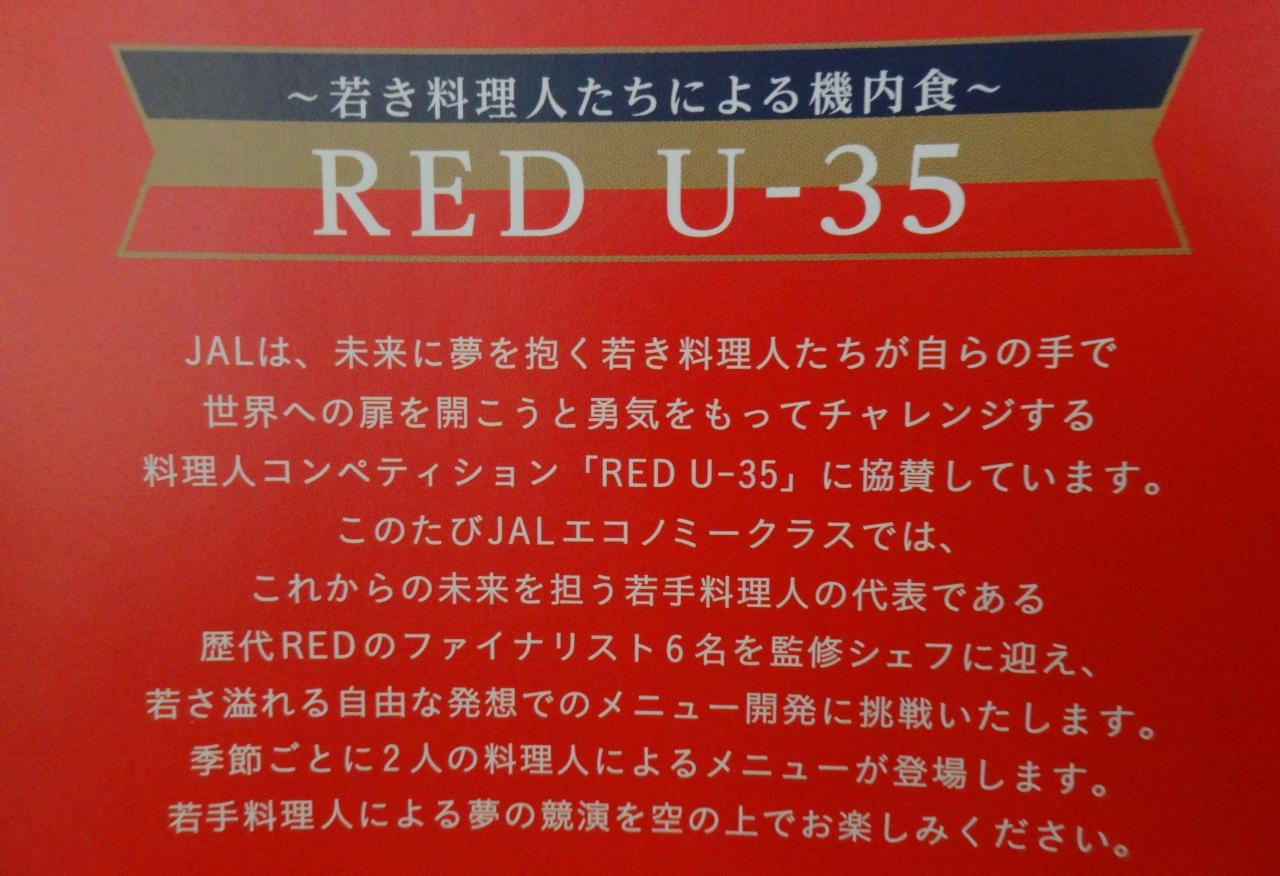 ～若き料理人たちによる機内食～
RED U-35
JALは、未来に夢を抱く若き料理人たちが自らの手で
世界への扉を開こうと勇気をもってチャレンジする
料理人コンペティション「RED U-35」に協賛しています。
このたびJALエコノミークラスでは、
これからの未来を担う若手料理人の代表である
歴代REDのファイナリスト6名を監修シェフに迎え、
若さ溢れる自由な発想でのメニュー開発に挑戦いたします。
季節ごとに2人の料理人によるメニューが登場します。
若手料理人による夢の競演を空の上でお楽しみください。